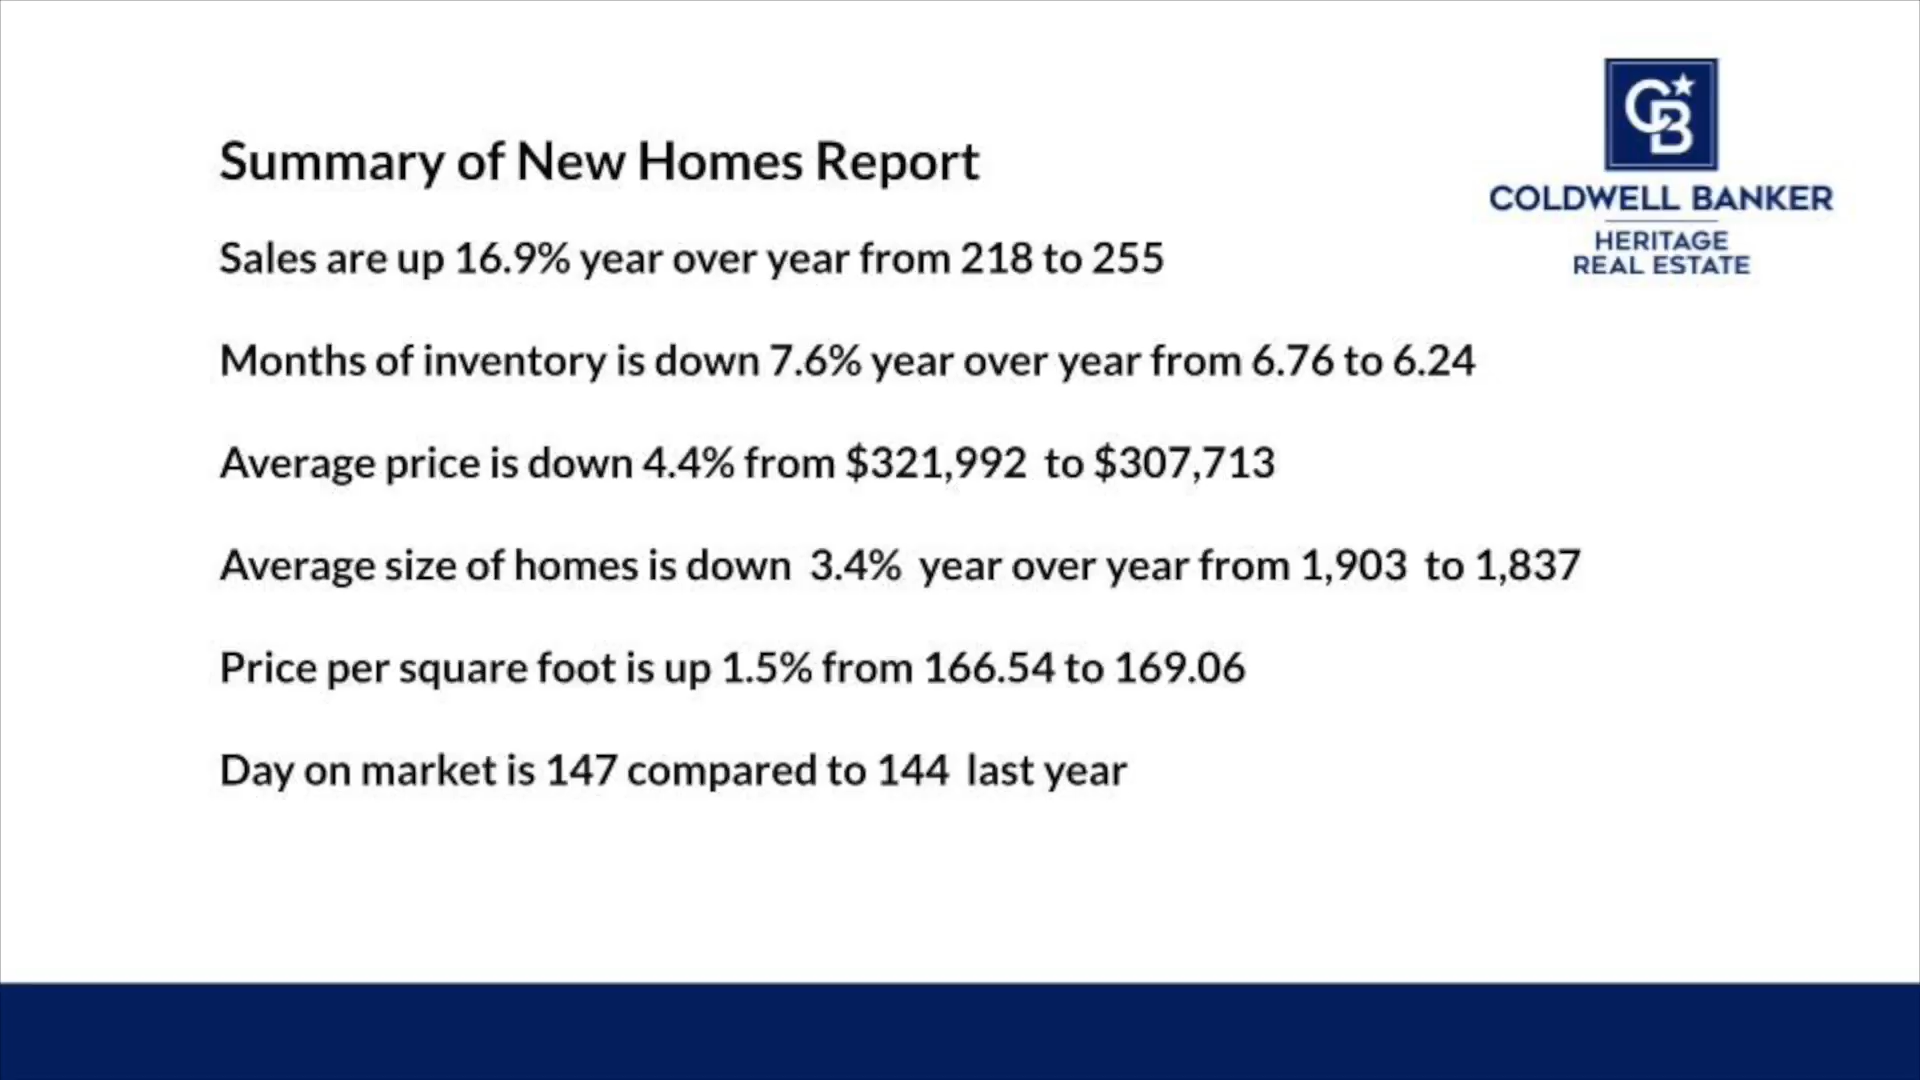 CB
COLDWELL BANKER
HERITAGE
REAL ESTATE
Summary of New Homes Report
Sales are up 16.9% year over year from 218 to 255
Months of inventory is down 7.6% year over year from 6.76 to 6.24
Average price is down 4.4% from $321,992 to $307,713
Average size of homes is down 3.4% year over year from 1,903 to 1,837
Price per square foot is up 1.5% from 166.54 to 169.06
Day on market is 147 compared to 144 last year